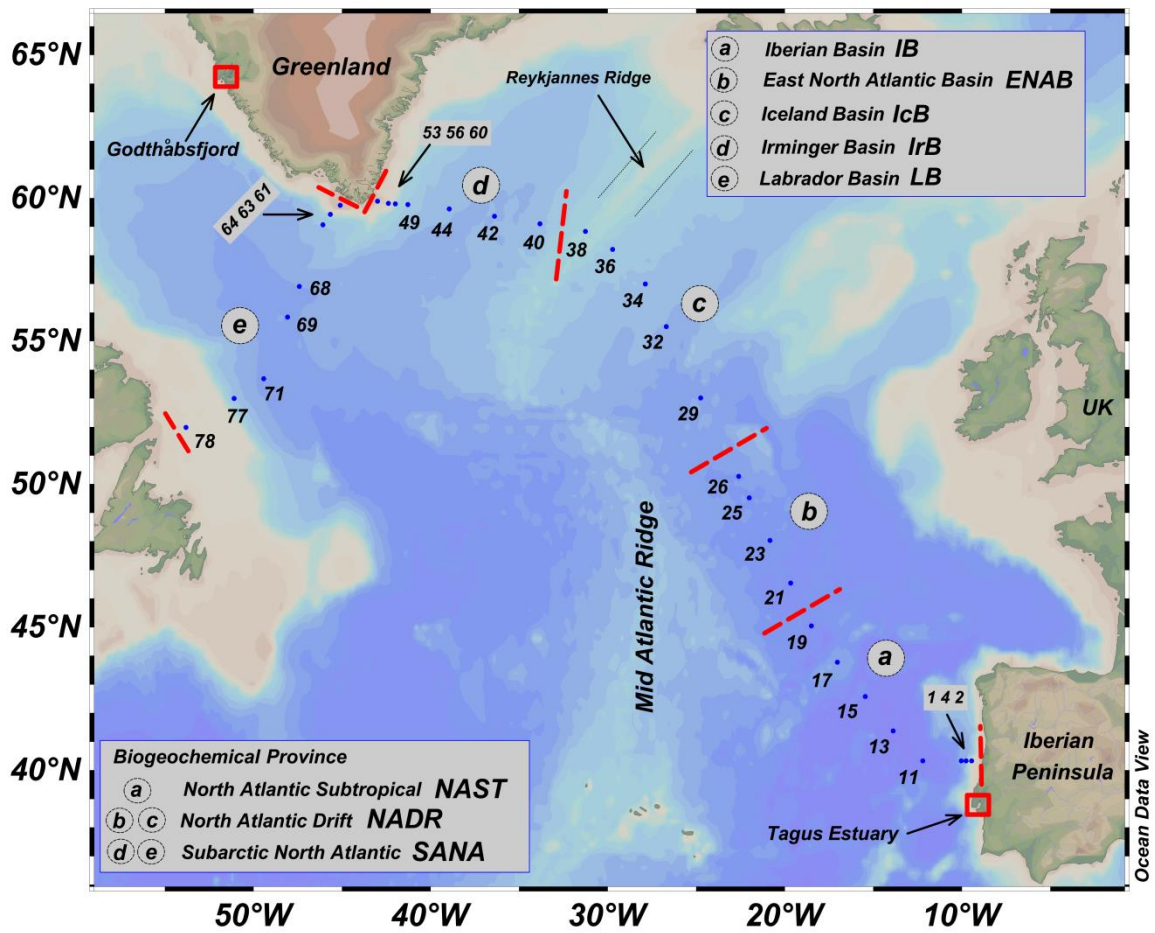 65°N
60°N
55°N
50°N
45°N
40°N
50°W
40°W
30°W
20°W
10°W
Greenland
Godthåbsfjord
Reykjannes Ridge
53 56 60
64 63 61
a Iberian Basin IB
b East North Atlantic Basin ENAB
c Iceland Basin IcB
d Irminger Basin IrB
e Labrador Basin LB
d
49
44
42
40
38
36
34
c
32
29
68
69
e
71
77
78
UK
26
25
b
23
21
19
a
17
15
13
11
1 4 2
Mid Atlantic Ridge
Iberian
Peninsula
Tagus Estuary
Biogeochemical Province
a North Atlantic Subtropical NAST
b c North Atlantic Drift NADR
d e Subarctic North Atlantic SANA
Ocean Data View